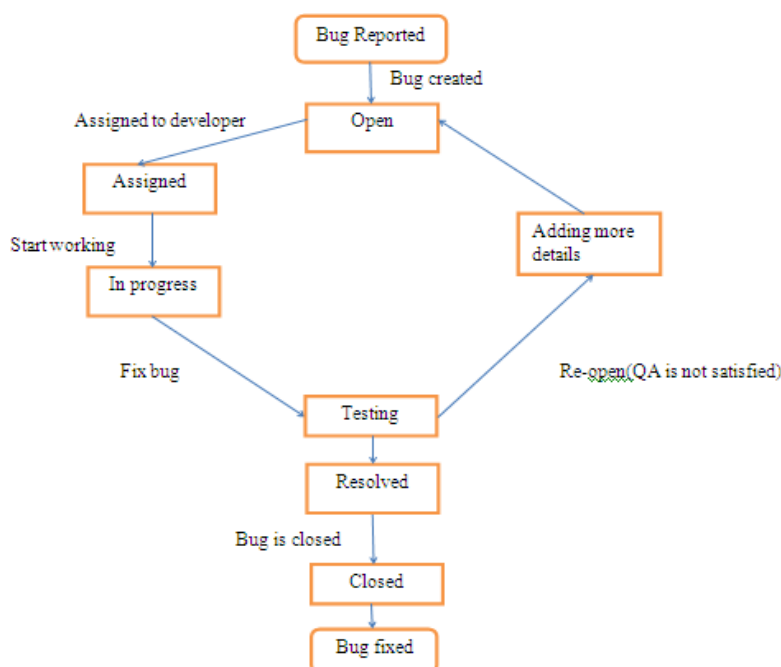 Bug Reported
Bug created
Assigned to developer
Open
Assigned
Adding more
details
Start working
In progress
Fix bug
Re-open(QA is not satisfied)
Testing
Resolved
Bug is closed
Closed
Bug fixed